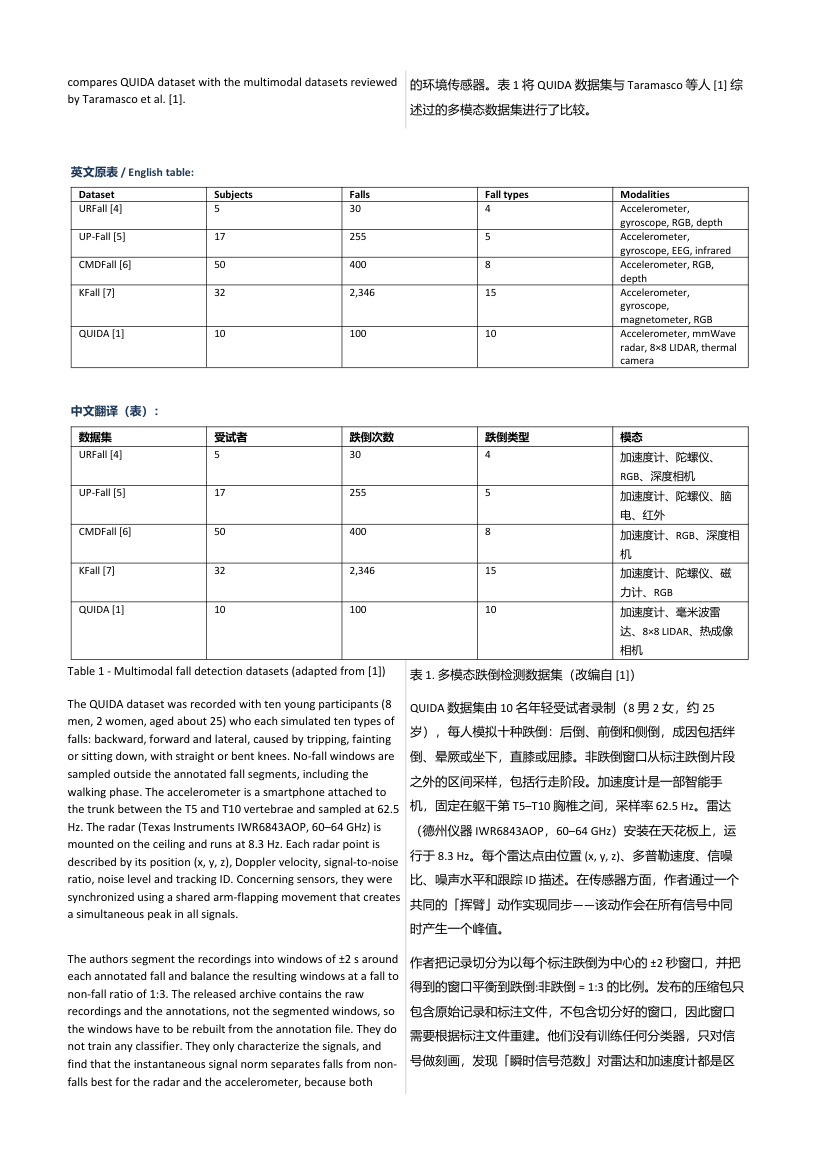 compares QUIDA dataset with the multimodal datasets reviewed
by Taramasco et al. [1].
的环境传感器。表 1 将 QUIDA 数据集与 Taramasco 等人 [1] 综
述过的多模态数据集进行了比较。
英文原表 / English table:
Dataset Subjects Falls Fall types Modalities
URFall [4] 5 30 4 Accelerometer,
gyroscope, RGB, depth
UP-Fall [5] 17 255 5 Accelerometer,
gyroscope, EEG, infrared
CMDFall [6] 50 400 8 Accelerometer, RGB,
depth
KFall [7] 32 2,346 15 Accelerometer,
gyroscope,
magnetometer, RGB
QUIDA [1] 10 100 10 Accelerometer, mmWave
radar, 8×8 LIDAR, thermal
camera
中文翻译（表）:
数据集 受试者 跌倒次数 跌倒类型 模态
URFall [4] 5 30 4 加速度计、陀螺仪、
RGB、深度相机
UP-Fall [5] 17 255 5 加速度计、陀螺仪、脑
电、红外
CMDFall [6] 50 400 8 加速度计、RGB、深度相
机
KFall [7] 32 2,346 15 加速度计、陀螺仪、磁
力计、RGB
QUIDA [1] 10 100 10 加速度计、毫米波雷
达、8×8 LIDAR、热成像
相机
Table 1 - Multimodal fall detection datasets (adapted from [1])
表 1. 多模态跌倒检测数据集（改编自 [1]）
The QUIDA dataset was recorded with ten young participants (8
men, 2 women, aged about 25) who each simulated ten types of
falls: backward, forward and lateral, caused by tripping, fainting
or sitting down, with straight or bent knees. No-fall windows are
sampled outside the annotated fall segments, including the
walking phase. The accelerometer is a smartphone attached to
the trunk between the T5 and T10 vertebrae and sampled at 62.5
Hz. The radar (Texas Instruments IWR6843AOP, 60–64 GHz) is
mounted on the ceiling and runs at 8.3 Hz. Each radar point is
described by its position (x, y, z), Doppler velocity, signal-to-noise
ratio, noise level and tracking ID. Concerning sensors, they were
synchronized using a shared arm-flapping movement that creates
a simultaneous peak in all signals.
QUIDA 数据集由 10 名年轻受试者录制（8 男 2 女，约 25
岁），每人模拟十种跌倒：后倒、前倒和侧倒，成因包括绊
倒、晕厥或坐下，直膝或屈膝。非跌倒窗口从标注跌倒片段
之外的区间采样，包括行走阶段。加速度计是一部智能手
机，固定在躯干第 T5–T10 胸椎之间，采样率 62.5 Hz。雷达
（德州仪器 IWR6843AOP，60–64 GHz）安装在天花板上，运
行于 8.3 Hz。每个雷达点由位置 (x, y, z)、多普勒速度、信噪
比、噪声水平和跟踪 ID 描述。在传感器方面，作者通过一个
共同的「挥臂」动作实现同步——该动作会在所有信号中同
时产生一个峰值。
The authors segment the recordings into windows of ±2 s around
each annotated fall and balance the resulting windows at a fall to
non-fall ratio of 1:3. The released archive contains the raw
recordings and the annotations, not the segmented windows, so
the windows have to be rebuilt from the annotation file. They do
not train any classifier. They only characterize the signals, and
find that the instantaneous signal norm separates falls from non-
falls best for the radar and the accelerometer, because both
作者把记录切分为以每个标注跌倒为中心的 ±2 秒窗口，并把
得到的窗口平衡到跌倒:非跌倒 = 1:3 的比例。发布的压缩包只
包含原始记录和标注文件，不包含切分好的窗口，因此窗口
需要根据标注文件重建。他们没有训练任何分类器，只对信
号做刻画，发现「瞬时信号范数」对雷达和加速度计都是区